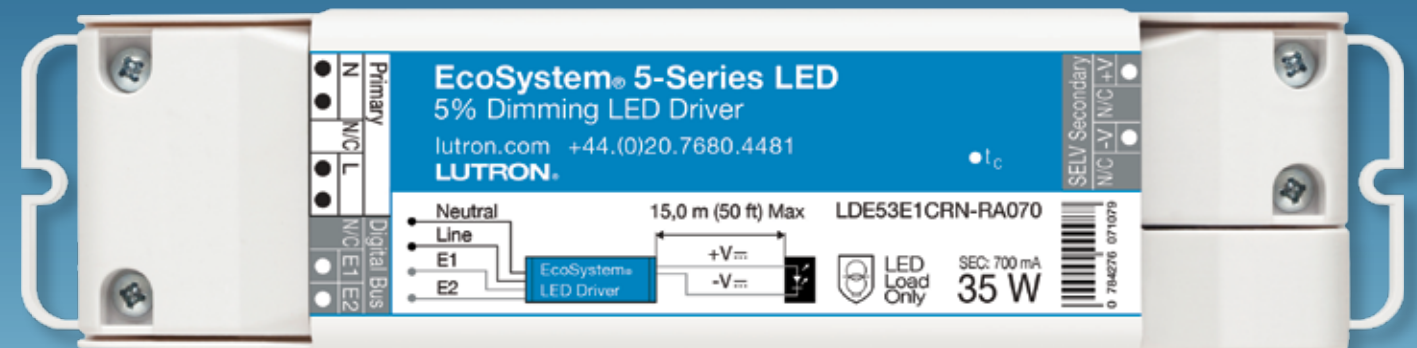 Primary
N
N/C
L
Digital Bus
N/C E1 E2
EcoSystem® 5-Series LED
5% Dimming LED Driver
lutron.com +44.(0)20.7680.4481
LUTRON®
tc
SELV Secondary
N/C -V N/C +V
Neutral
Line
E1
E2
EcoSystem®
LED Driver
15,0 m (50 ft) Max
+V
-V
LDE53E1CRN-RA070
LED
Load
Only
SEC: 700 mA
35 W
0 784276 071079